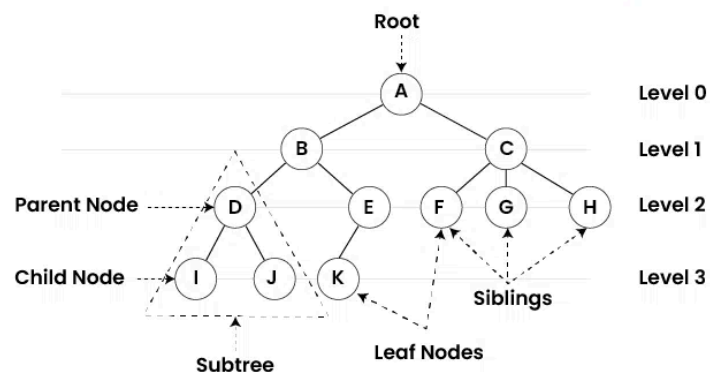 Root
A
Level 0
B
C
Level 1
Parent Node
D
E
F
G
H
Level 2
Child Node
I
J
K
Level 3
Siblings
Leaf Nodes
Subtree